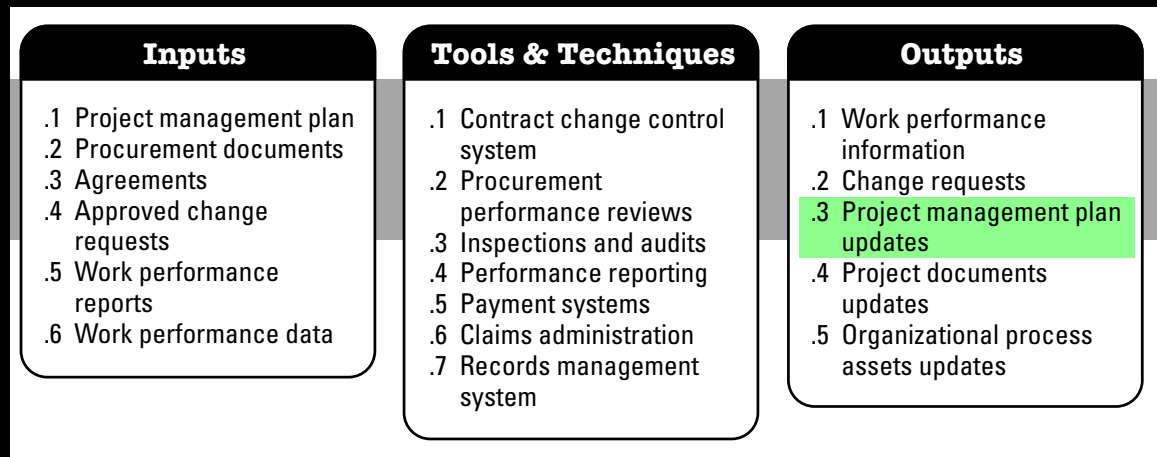 Inputs
.1 Project management plan
.2 Procurement documents
.3 Agreements
.4 Approved change
requests
.5 Work performance
reports
.6 Work performance data
Tools & Techniques
.1 Contract change control
system
.2 Procurement
performance reviews
.3 Inspections and audits
.4 Performance reporting
.5 Payment systems
.6 Claims administration
.7 Records management
system
Outputs
.1 Work performance
information
.2 Change requests
.3 Project management plan
updates
.4 Project documents
updates
.5 Organizational process
assets updates